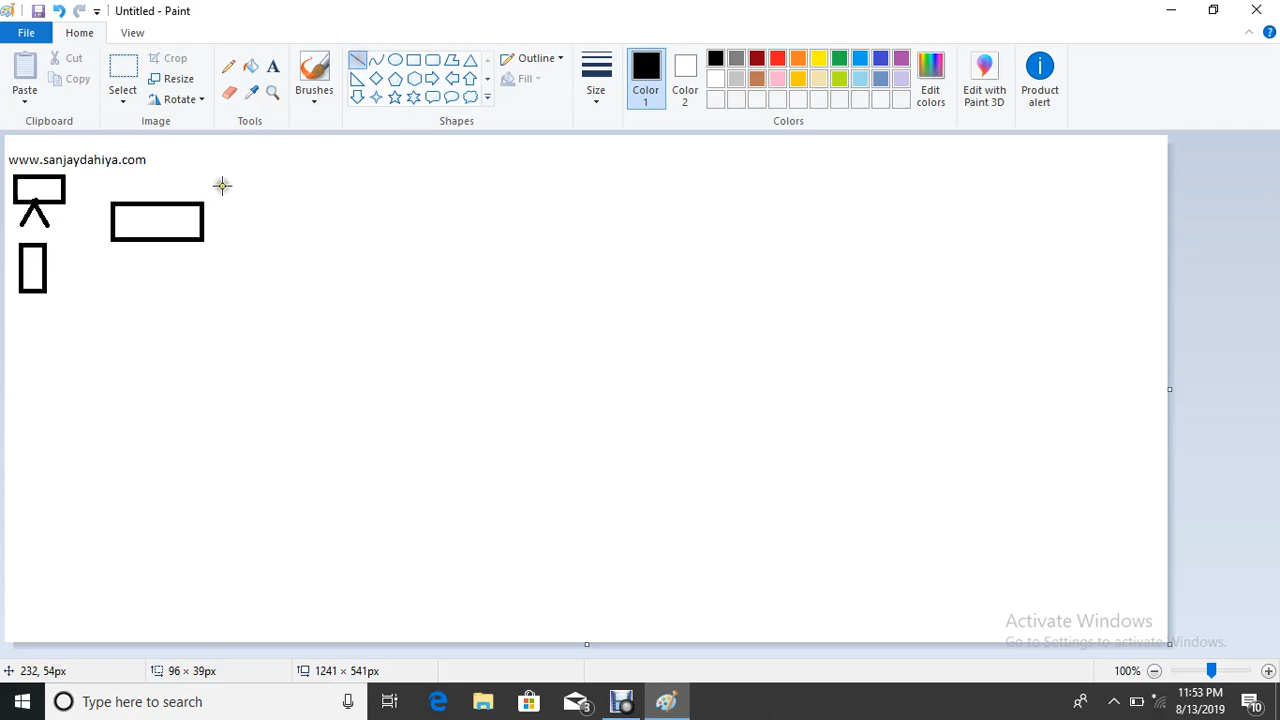 Untitled - Paint
File Home View
Paste
Cut
Copy
Clipboard
Select
Crop
Resize
Rotate
Image
Tools
Brushes
Shapes
Outline
Fill
Size
Color 1
Color 2
Colors
Edit colors
Edit with Paint 3D
Product alert
www.sanjaydahiya.com
Activate Windows
Go to Settings to activate Windows.
232, 54px
96 × 39px
1241 × 541px
100%
Type here to search
3
11:53 PM
8/13/2019
10